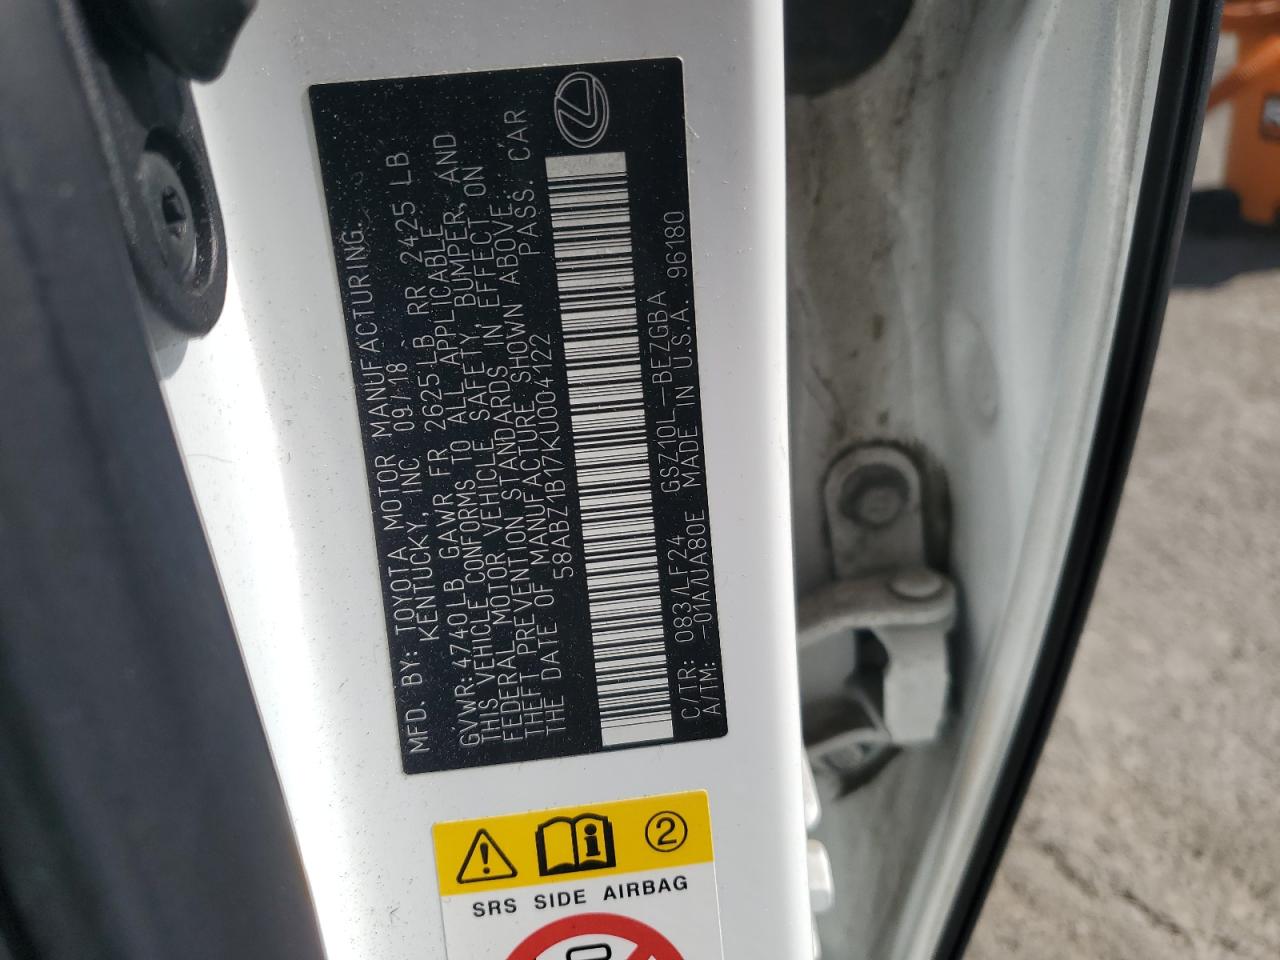 MFD. BY: TOYOTA MOTOR MANUFACTURING.
KENTUCKY, INC 09/18
GVWR:4740LB GAWR FR 2625LB RR 2425 LB
THIS VEHICLE CONFORMS TO ALL APPLICABLE
FEDERAL MOTOR VEHICLE SAFETY, BUMPER, AND
THEFT PREVENTION STANDARDS IN EFFECT ON
THE DATE OF MANUFACTURE SHOWN ABOVE.
58ABZ1B17KU004122 PASS. CAR
C/TR: 083/LF24 GSZ10L-BEZGBA
A/TM: -01A/UA80E MADE IN U.S.A. 96180
2
SRS SIDE AIRBAG